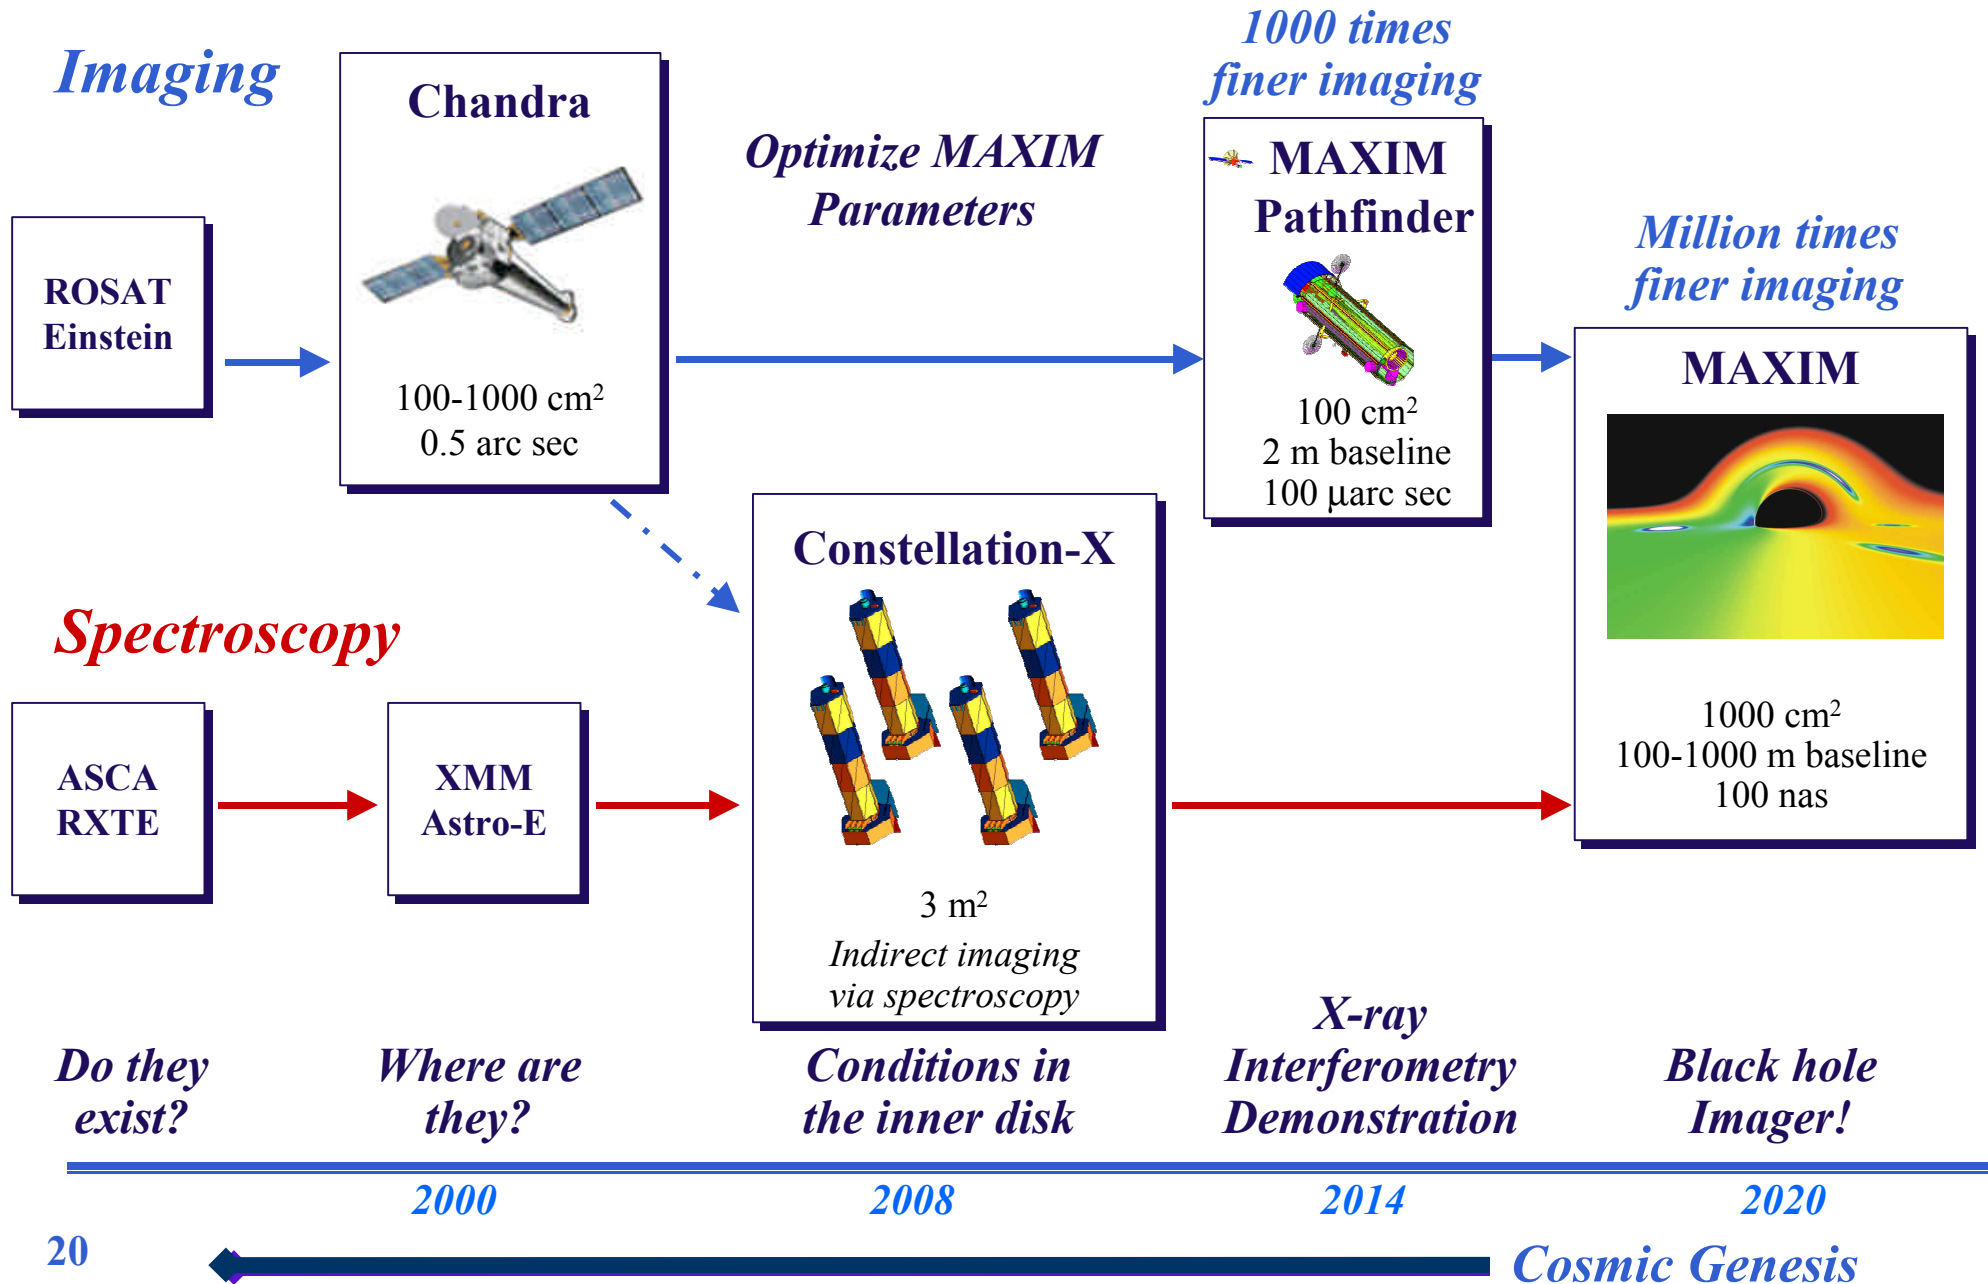 Imaging
1000 times
finer imaging
Chandra
100-1000 cm²
0.5 arc sec
Optimize MAXIM
Parameters
MAXIM
Pathfinder
100 cm²
2 m baseline
100 µarc sec
ROSAT
Einstein
Million times
finer imaging
MAXIM
1000 cm²
100-1000 m baseline
100 nas
Constellation-X
3 m²
Indirect imaging
via spectroscopy
Spectroscopy
ASCA
RXTE
XMM
Astro-E
Do they
exist?
Where are
they?
Conditions in
the inner disk
X-ray
Interferometry
Demonstration
Black hole
Imager!
2000
2008
2014
2020
20
Cosmic Genesis